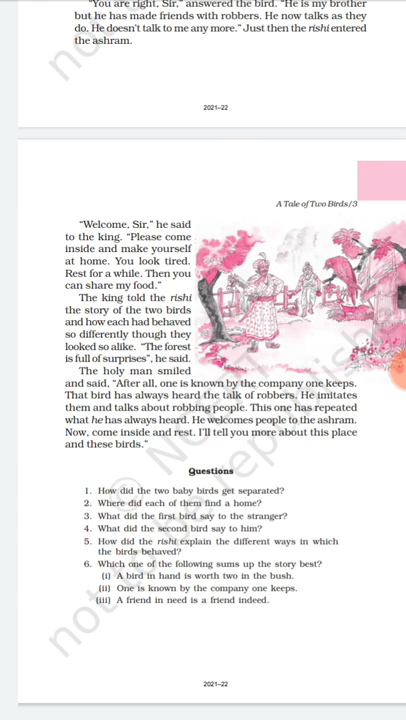 "You are right, Sir," answered the bird. "He is my brother
but he has made friends with robbers. He now talks as they
do. He doesn't talk to me any more." Just then the rishi entered
the ashram.
2021–22
A Tale of Two Birds/3
"Welcome, Sir," he said
to the king. "Please come
inside and make yourself
at home. You look tired.
Rest for a while. Then you
can share my food."
The king told the rishi
the story of the two birds
and how each had behaved
so differently though they
looked so alike. "The forest
is full of surprises", he said.
The holy man smiled
and said, "After all, one is known by the company one keeps.
That bird has always heard the talk of robbers. He imitates
them and talks about robbing people. This one has repeated
what he has always heard. He welcomes people to the ashram.
Now, come inside and rest. I'll tell you more about this place
and these birds."
Questions
1. How did the two baby birds get separated?
2. Where did each of them find a home?
3. What did the first bird say to the stranger?
4. What did the second bird say to him?
5. How did the rishi explain the different ways in which
the birds behaved?
6. Which one of the following sums up the story best?
(i) A bird in hand is worth two in the bush.
(ii) One is known by the company one keeps.
(iii) A friend in need is a friend indeed.
2021–22
not
© N
not to be republishe